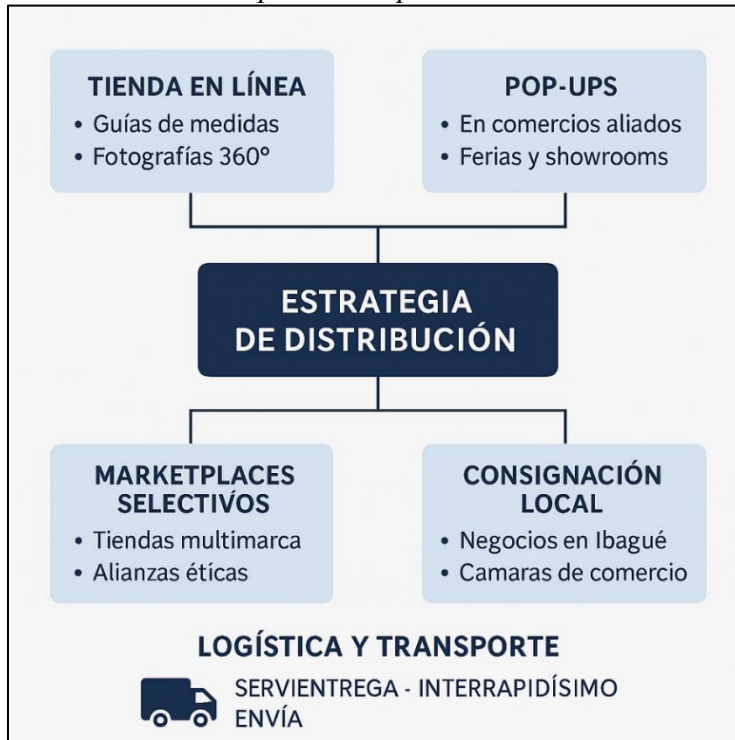 TIENDA EN LÍNEA
• Guías de medidas
• Fotografías 360°
POP-UPS
• En comercios aliados
• Ferias y showrooms
ESTRATEGIA
DE DISTRIBUCIÓN
MARKETPLACES
SELECTIVOS
• Tiendas multimarca
• Alianzas éticas
CONSIGNACIÓN
LOCAL
• Negocios en Ibagué
• Camaras de comercio
LOGÍSTICA Y TRANSPORTE
SERVIENTREGA - INTERRAPIDÍSIMO
ENVÍA